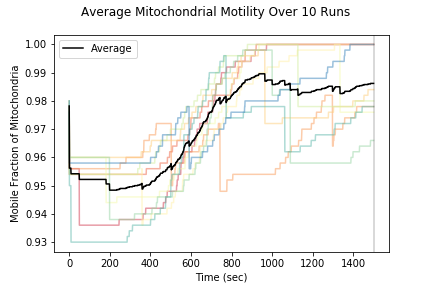 Average Mitochondrial Motility Over 10 Runs
Average
1.00
0.99
0.98
0.97
0.96
0.95
0.94
0.93
Mobile Fraction of Mitochondria
0 200 400 600 800 1000 1200 1400
Time (sec)